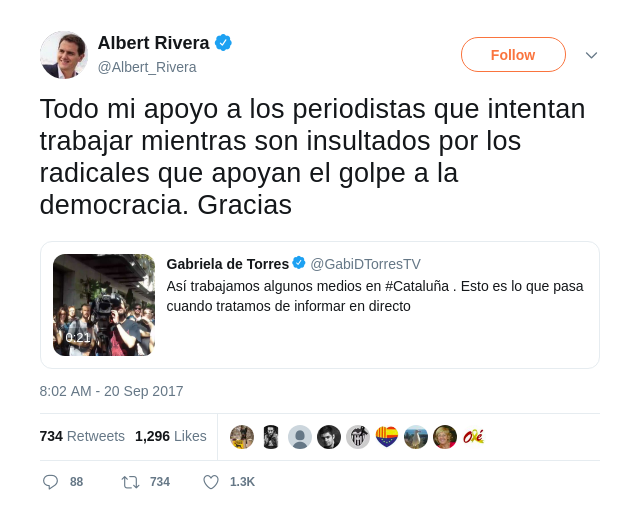 Albert Rivera
@Albert_Rivera
Follow
Todo mi apoyo a los periodistas que intentan
trabajar mientras son insultados por los
radicales que apoyan el golpe a la
democracia. Gracias
Gabriela de Torres @GabiDTorresTV
Así trabajamos algunos medios en #Cataluña . Esto es lo que pasa
cuando tratamos de informar en directo
0:21
8:02 AM - 20 Sep 2017
734 Retweets 1,296 Likes
Olé
88 734 1.3K